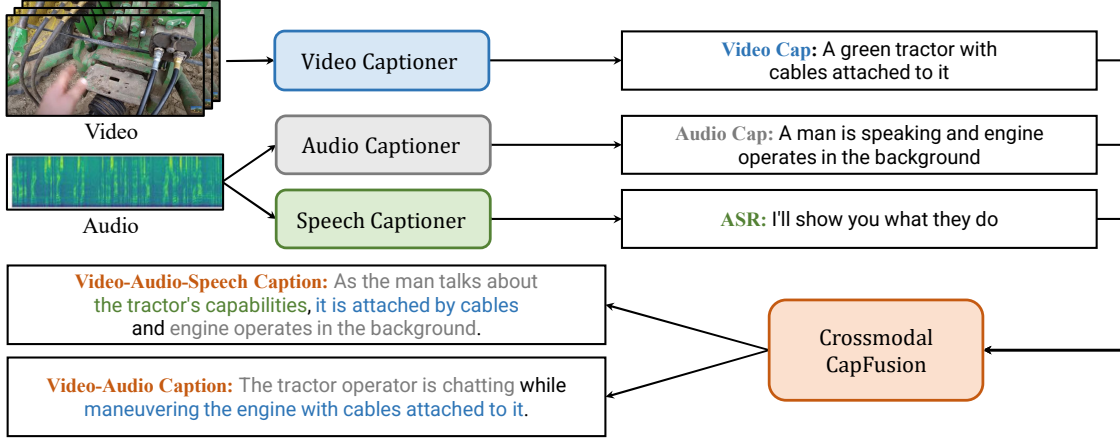 Video Captioner
Video Cap: A green tractor with
cables attached to it
Video
Audio Captioner
Audio Cap: A man is speaking and engine
operates in the background
Audio
Speech Captioner
ASR: I'll show you what they do
Video-Audio-Speech Caption: As the man talks about
the tractor's capabilities, it is attached by cables
and engine operates in the background.
Crossmodal
CapFusion
Video-Audio Caption: The tractor operator is chatting while
maneuvering the engine with cables attached to it.